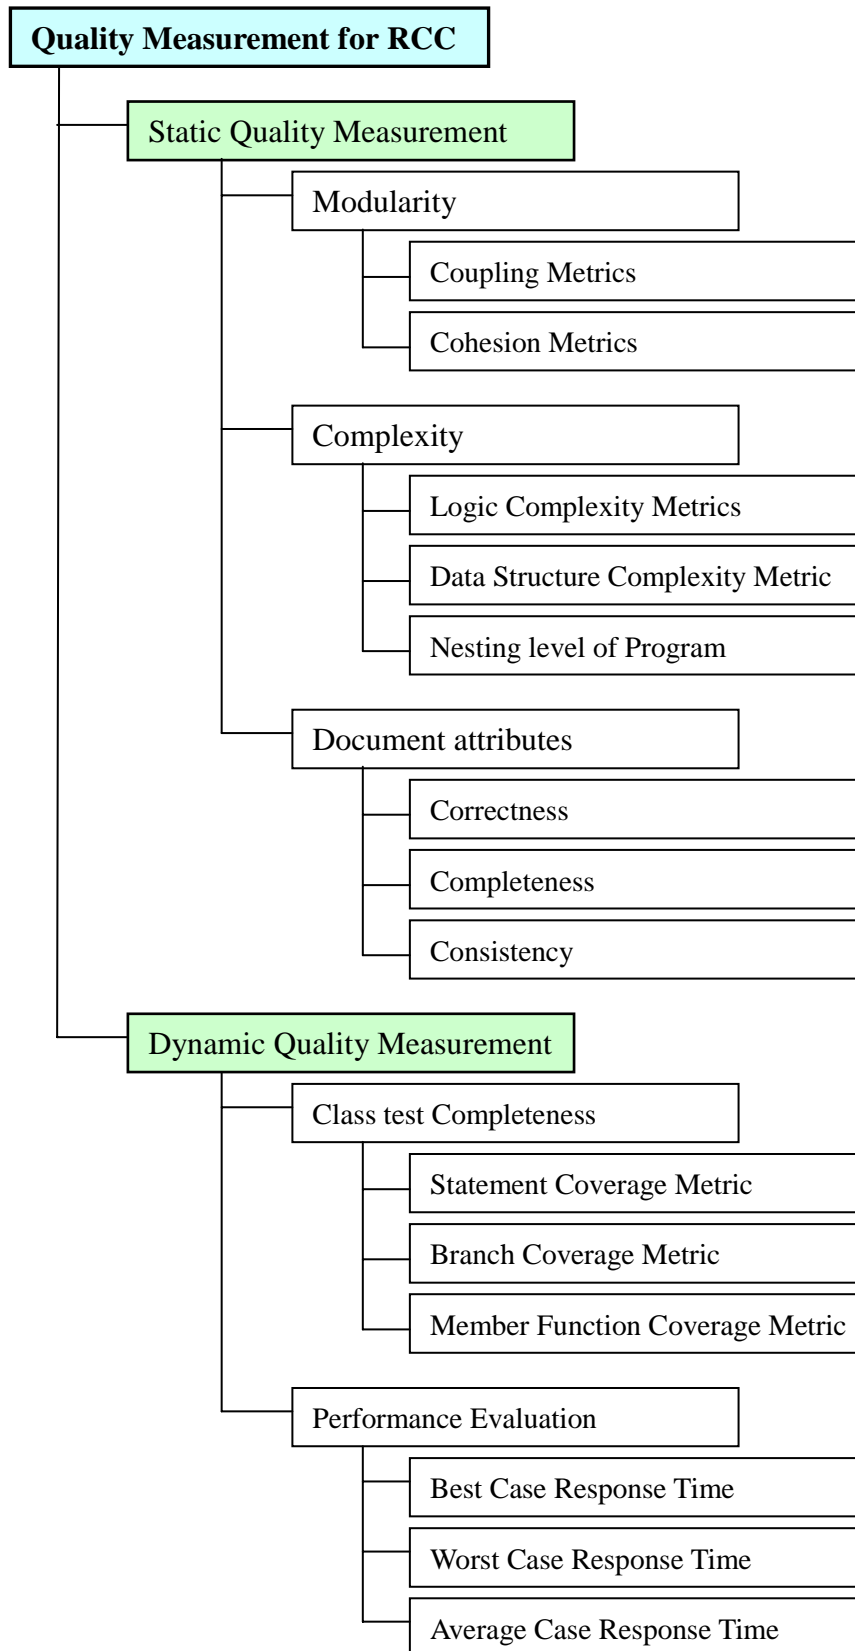 Quality Measurement for RCC
Static Quality Measurement
Modularity
Coupling Metrics
Cohesion Metrics
Complexity
Logic Complexity Metrics
Data Structure Complexity Metric
Nesting level of Program
Document attributes
Correctness
Completeness
Consistency
Dynamic Quality Measurement
Class test Completeness
Statement Coverage Metric
Branch Coverage Metric
Member Function Coverage Metric
Performance Evaluation
Best Case Response Time
Worst Case Response Time
Average Case Response Time